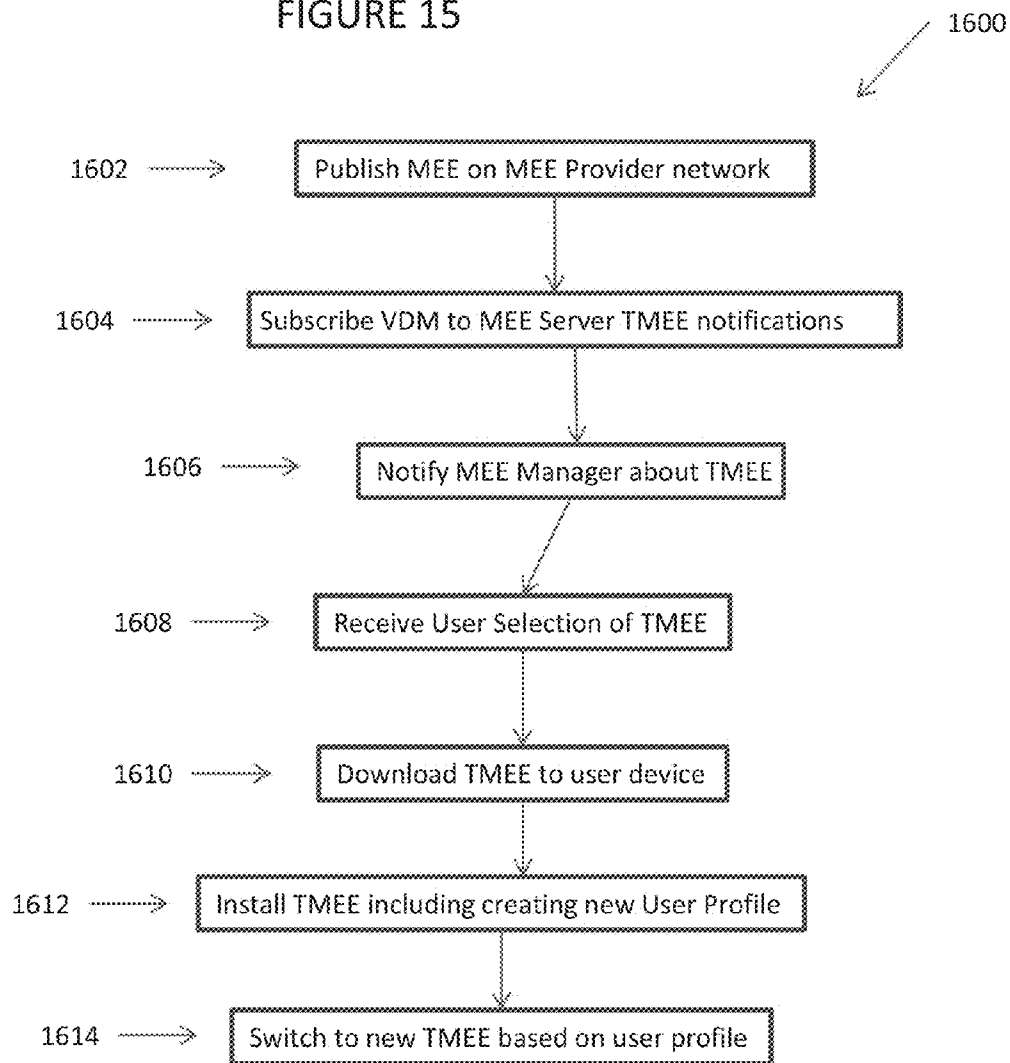 FIGURE 15
1600
1602
Publish MEE on MEE Provider network
1604
Subscribe VDM to MEE Server TMEE notifications
1606
Notify MEE Manager about TMEE
1608
Receive User Selection of TMEE
1610
Download TMEE to user device
1612
Install TMEE including creating new User Profile
1614
Switch to new TMEE based on user profile